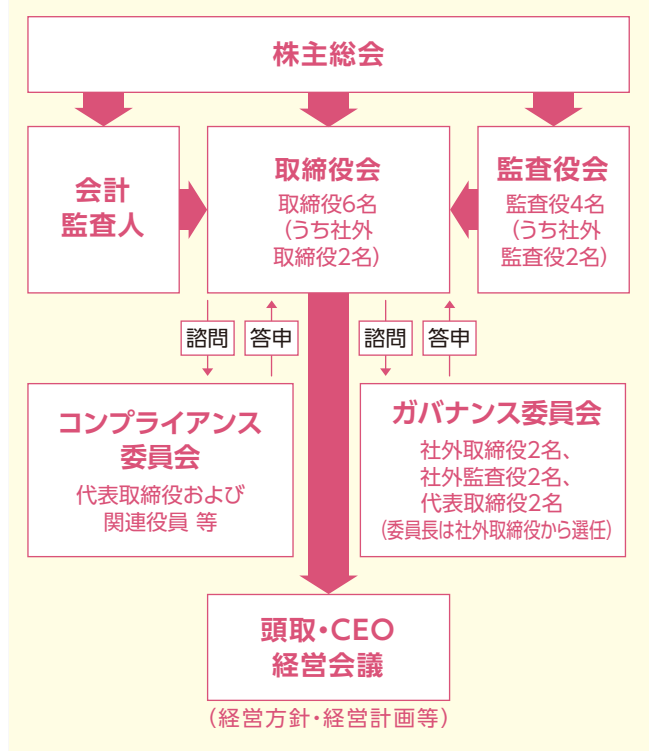 株主総会
会計
監査人
取締役会
取締役6名
(うち社外
取締役2名)
監査役会
監査役4名
(うち社外
監査役2名)
諮問
答申
諮問
答申
コンプライアンス
委員会
代表取締役および
関連役員 等
ガバナンス委員会
社外取締役2名、
社外監査役2名、
代表取締役2名
(委員長は社外取締役から選任)
頭取・CEO
経営会議
(経営方針・経営計画等)